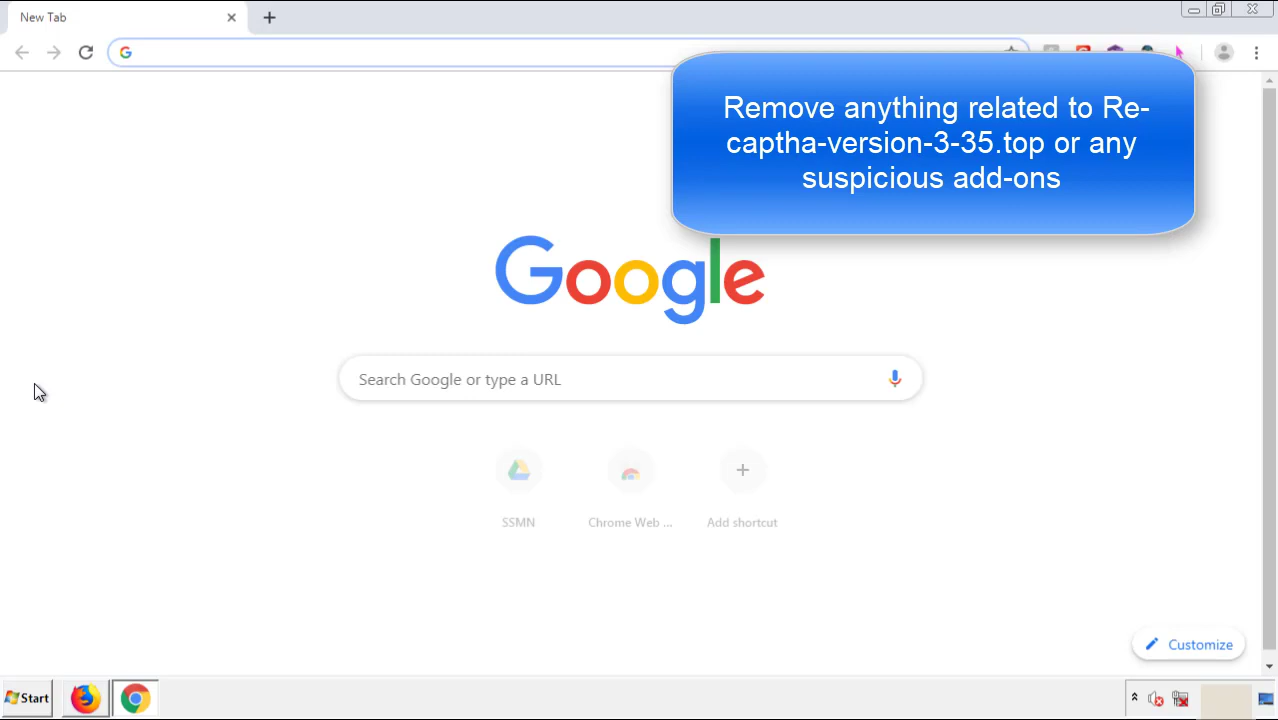 New Tab
Remove anything related to Re-
captha-version-3-35.top or any
suspicious add-ons
Google
Search Google or type a URL
SSMN
Chrome Web ...
Add shortcut
Customize
Start